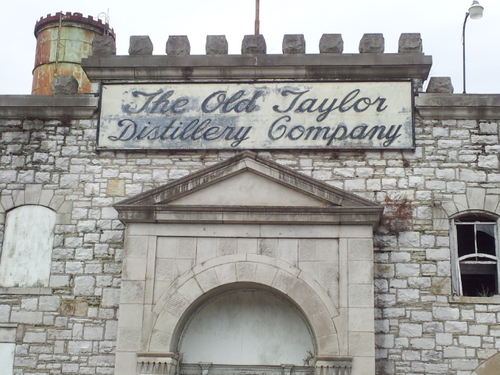 The Old Taylor
Distillery Company